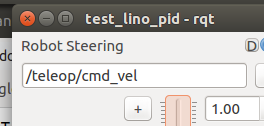 test_lino_pid - rqt
Robot Steering
D
/teleop/cmd_vel
+
1.00